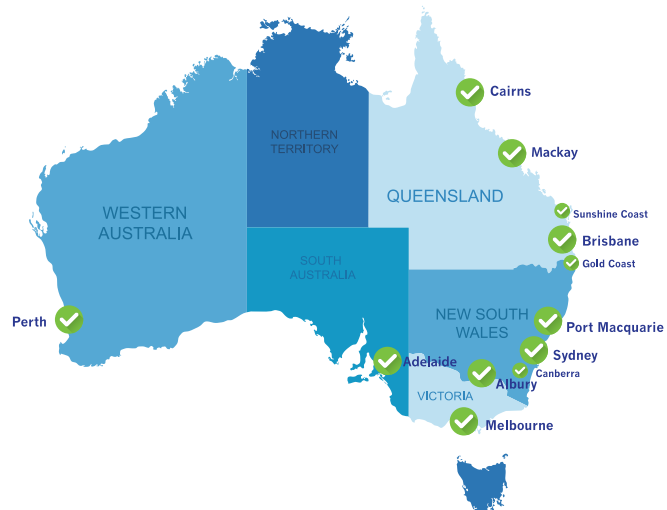 Cairns
NORTHERN
TERRITORY
Mackay
QUEENSLAND
WESTERN
AUSTRALIA
Sunshine Coast
Brisbane
SOUTH
AUSTRALIA
Gold Coast
NEW SOUTH
WALES
Perth
Port Macquarie
Sydney
Adelaide
Canberra
Albury
VICTORIA
Melbourne